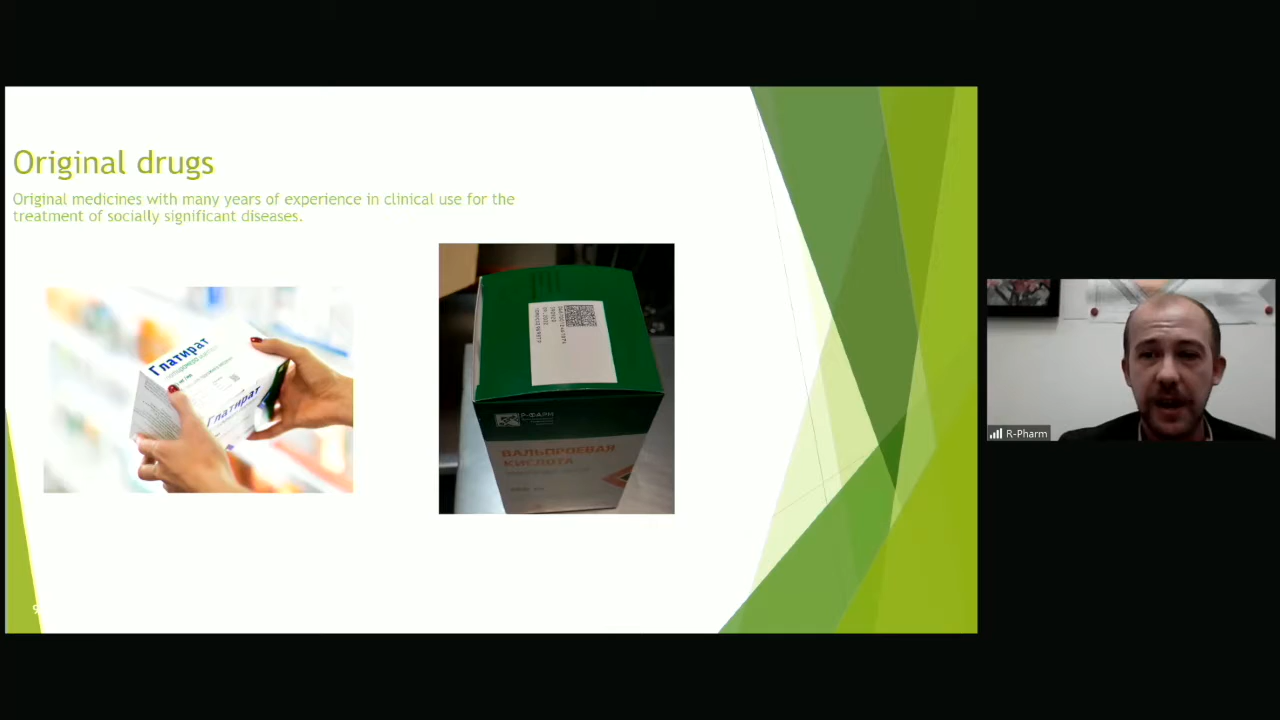 Original drugs
Original medicines with many years of experience in clinical use for the
treatment of socially significant diseases.
Глатират
Глатират
Р-ФАРМ
ВАЛЬПРОЕВАЯ
КИСЛОТА
9
R-Pharm